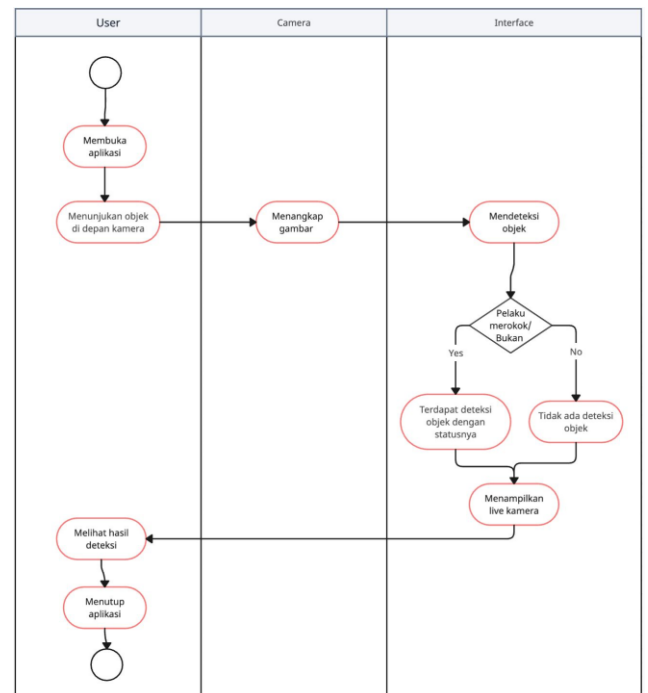 User
Camera
Interface
Membuka
aplikasi
Menunjukan objek
di depan kamera
Menangkap
gambar
Mendeteksi
objek
Pelaku
merokok/
Bukan
Yes
No
Terdapat deteksi
objek dengan
statusnya
Tidak ada deteksi
objek
Menampilkan
live kamera
Melihat hasil
deteksi
Menutup
aplikasi